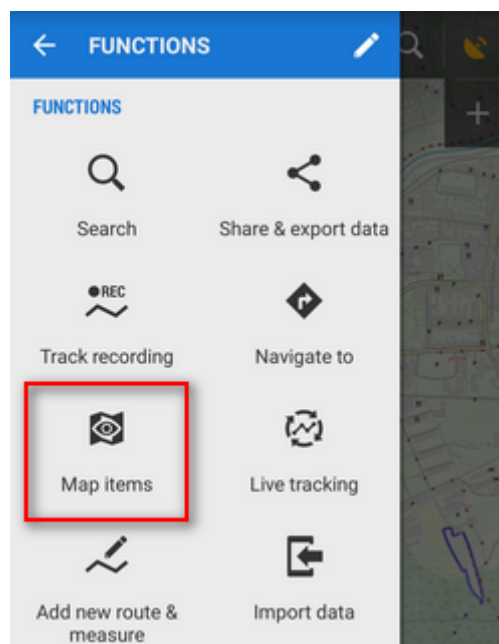 FUNCTIONS
FUNCTIONS
Search
Share & export data
REC
Track recording
Navigate to
Map items
Live tracking
Add new route &
measure
Import data